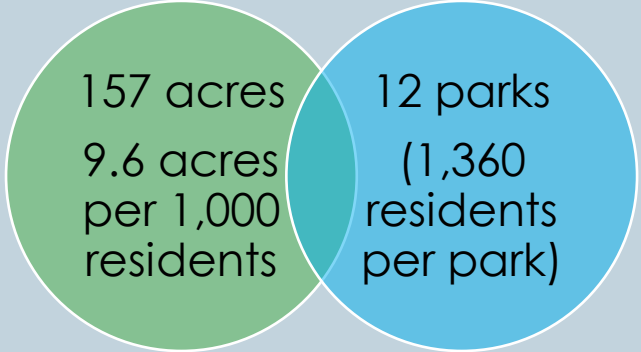 157 acres
9.6 acres
per 1,000
residents
12 parks
(1,360
residents
per park)